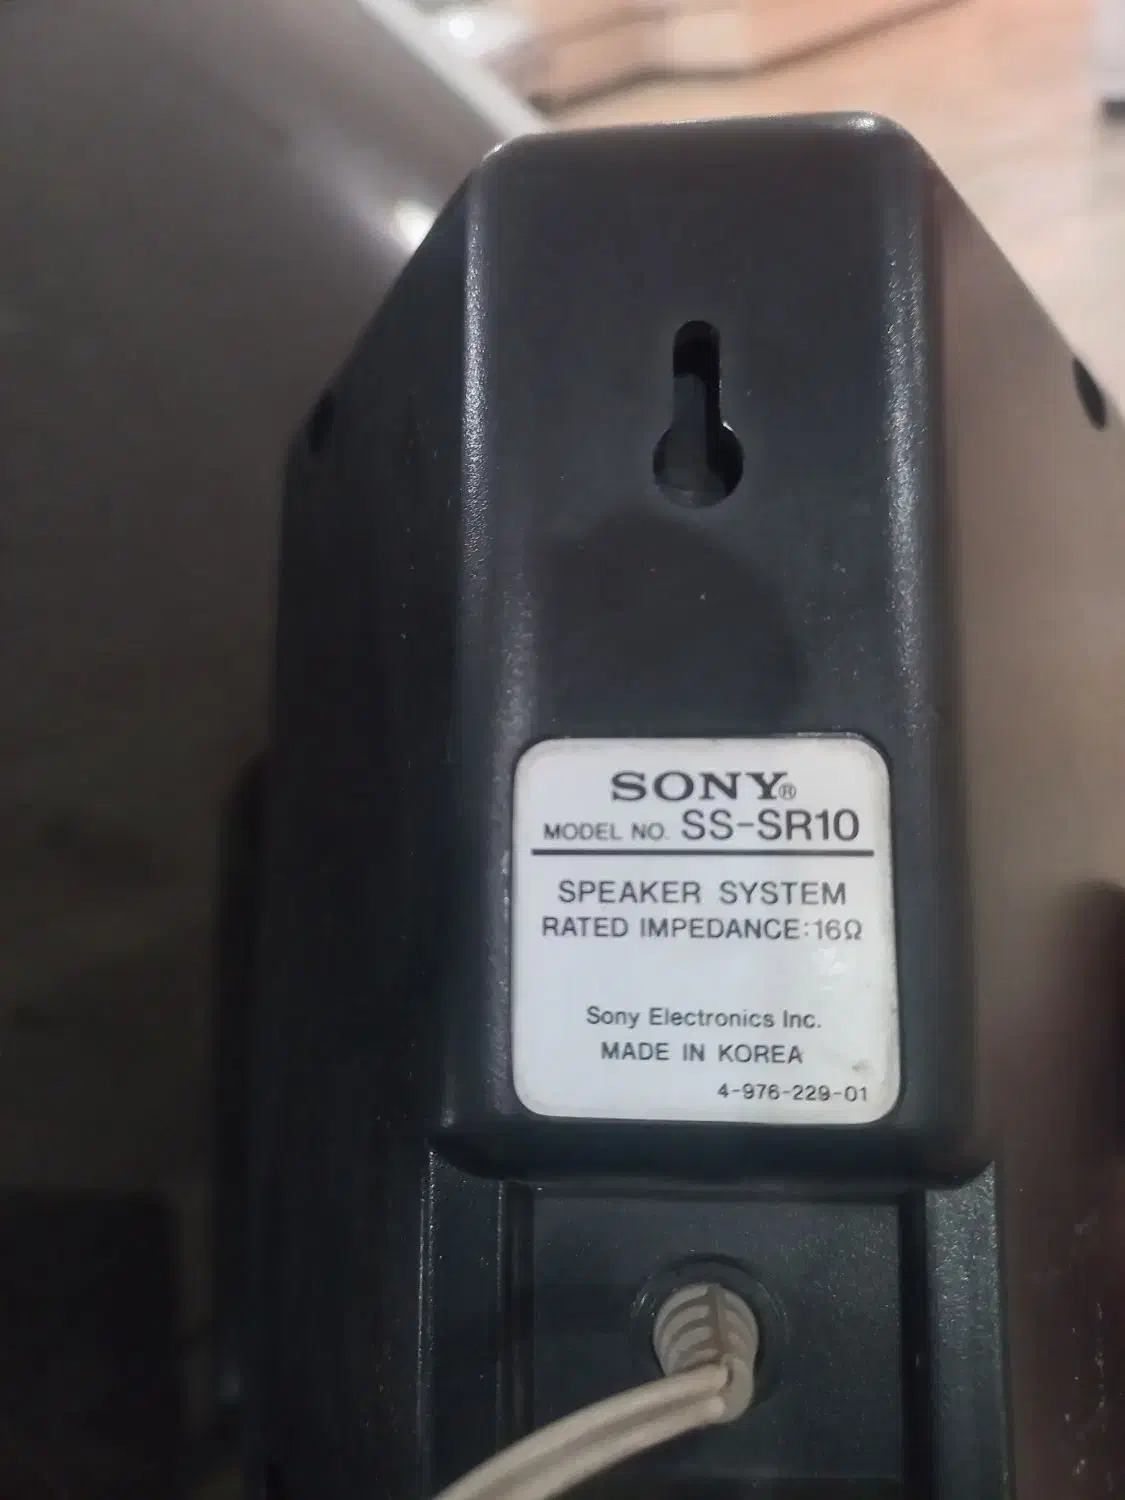 SONY®
MODEL NO. SS-SR10
SPEAKER SYSTEM
RATED IMPEDANCE:16Ω
Sony Electronics Inc.
MADE IN KOREA
4-976-229-01